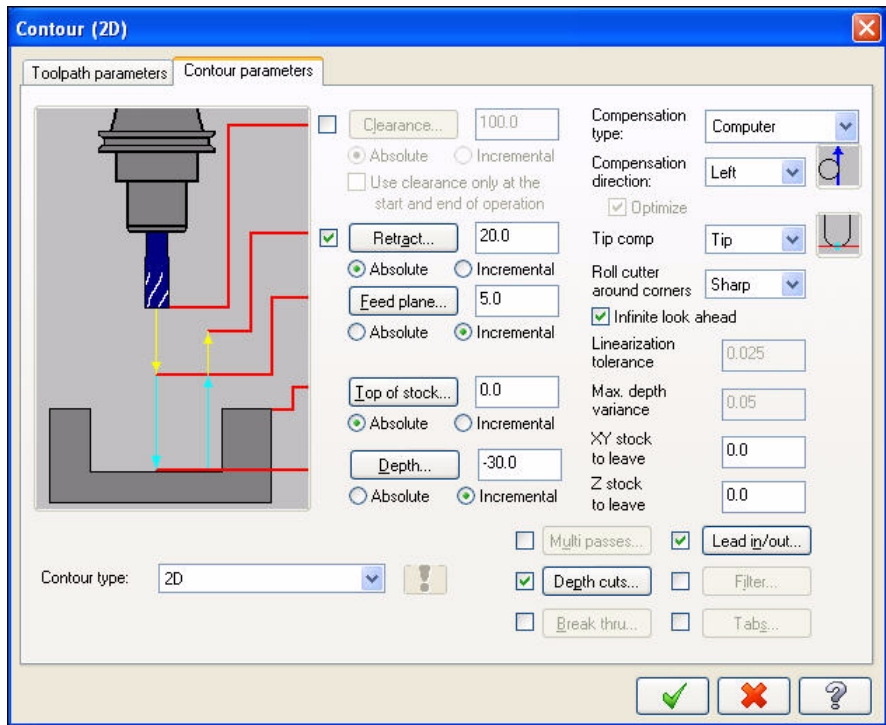 Contour (2D)
Toolpath parameters
Contour parameters
Clearance...
100.0
Absolute
Incremental
Use clearance only at the
start and end of operation
Retract...
20.0
Absolute
Incremental
Feed plane...
5.0
Absolute
Incremental
Top of stock...
0.0
Absolute
Incremental
Depth...
-30.0
Absolute
Incremental
Compensation
type:
Computer
Compensation
direction:
Left
Optimize
Tip comp
Tip
Roll cutter
around corners
Sharp
Infinite look ahead
Linearization
tolerance
0.025
Max. depth
variance
0.05
XY stock
to leave
0.0
Z stock
to leave
0.0
Multi passes...
Lead in/out...
Contour type:
2D
Depth cuts...
Filter...
Break thru...
Tabs...